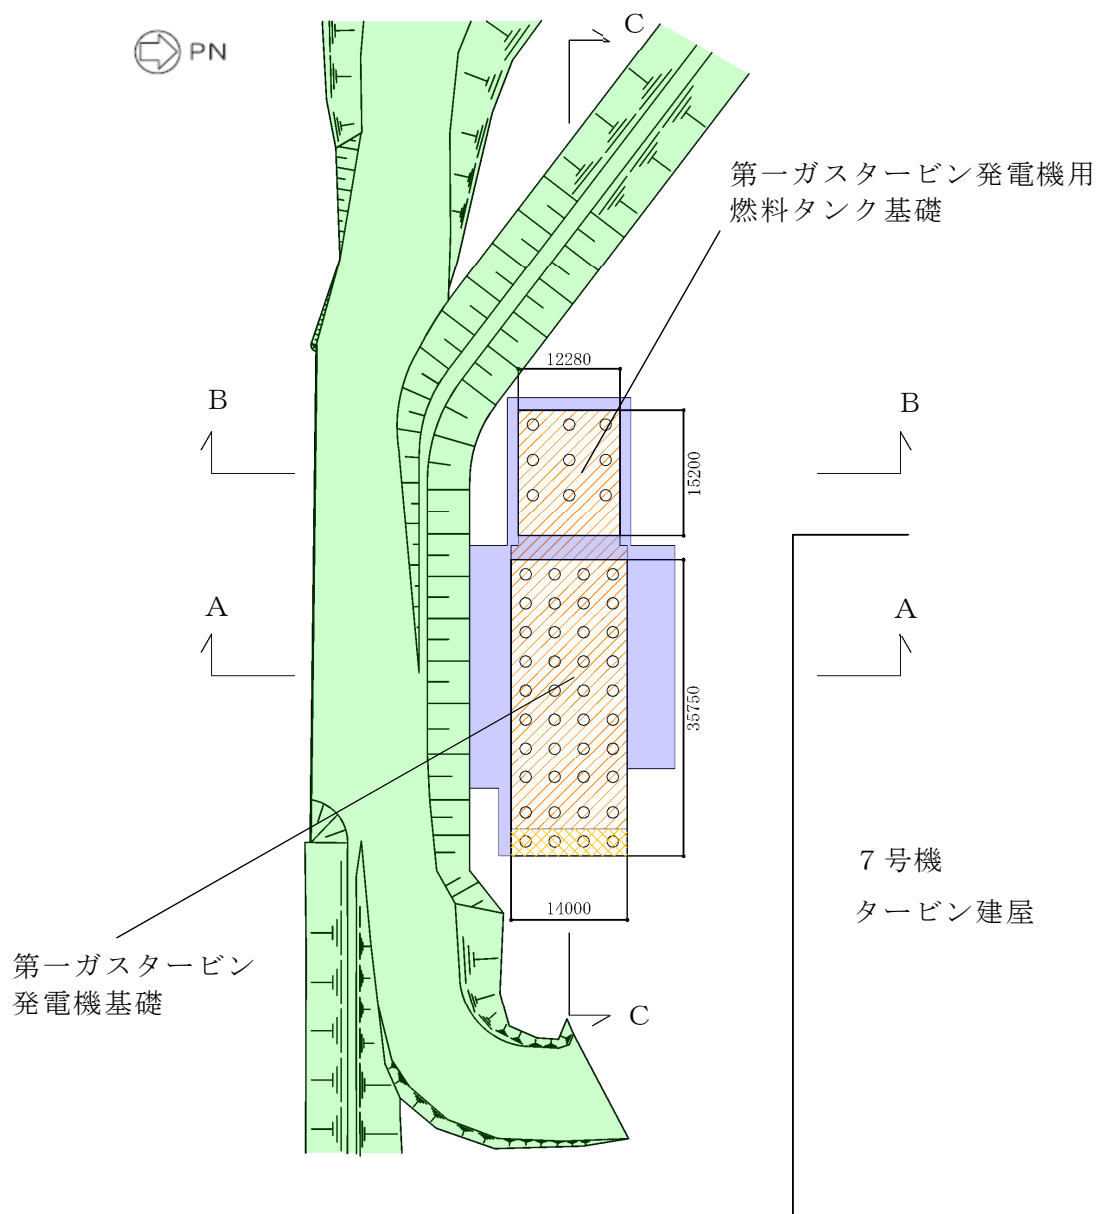 PN
C
第一ガスタービン発電機用
燃料タンク基礎
12280
B
B
15200
A
A
35750
7号機
タービン建屋
14000
第一ガスタービン
発電機基礎
C